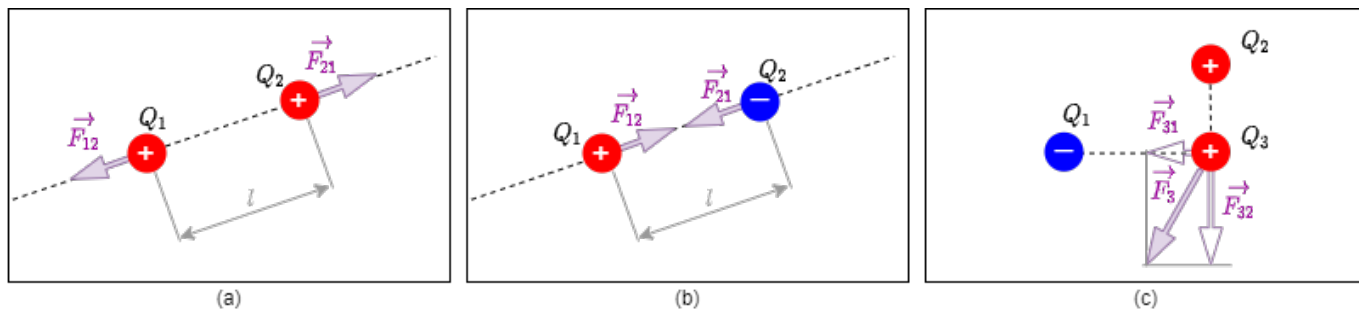 F₁₂
Q₁
+
Q₂
+
F₂₁
l
(a)
Q₁
+
F₁₂
F₂₁
Q₂
−
l
(b)
Q₁
−
Q₂
+
F₃₁
Q₃
+
F₃
F₃₂
(c)